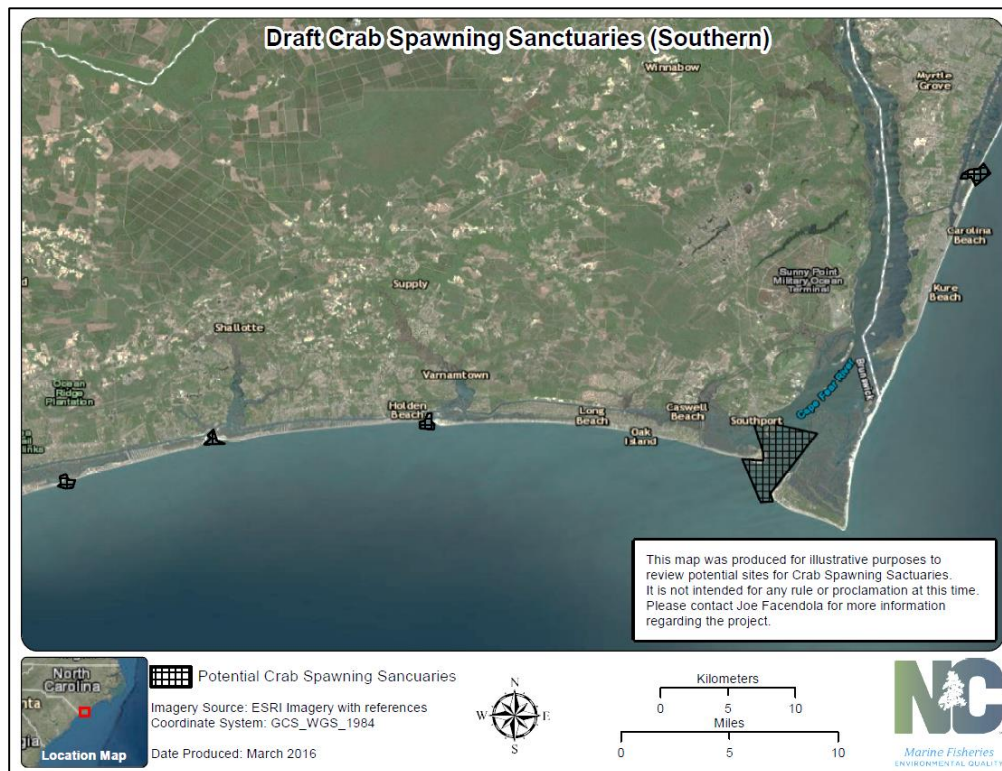 Draft Crab Spawning Sanctuaries (Southern)
Winnabow
Myrtle
Grove
Carolina
Beach
Sunny Point
Military Ocean
Terminal
Kure
Beach
Supply
Shallotte
Cape Fear River
Brunswick
Varnamtown
Ocean
Ridge
Plantation
Holden
Beach
Long
Beach
Caswell
Beach
Southport
Oak
Island
This map was produced for illustrative purposes to
review potential sites for Crab Spawning Sactuaries.
It is not intended for any rule or proclamation at this time.
Please contact Joe Facendola for more information
regarding the project.
North
Carolina
nta
gia
Location Map
Potential Crab Spawning Sanctuaries
Imagery Source: ESRI Imagery with references
Coordinate System: GCS_WGS_1984
Date Produced: March 2016
N
W E
S
Kilometers
0 5 10
Miles
0 5 10
NC
Marine Fisheries
ENVIRONMENTAL QUALITY